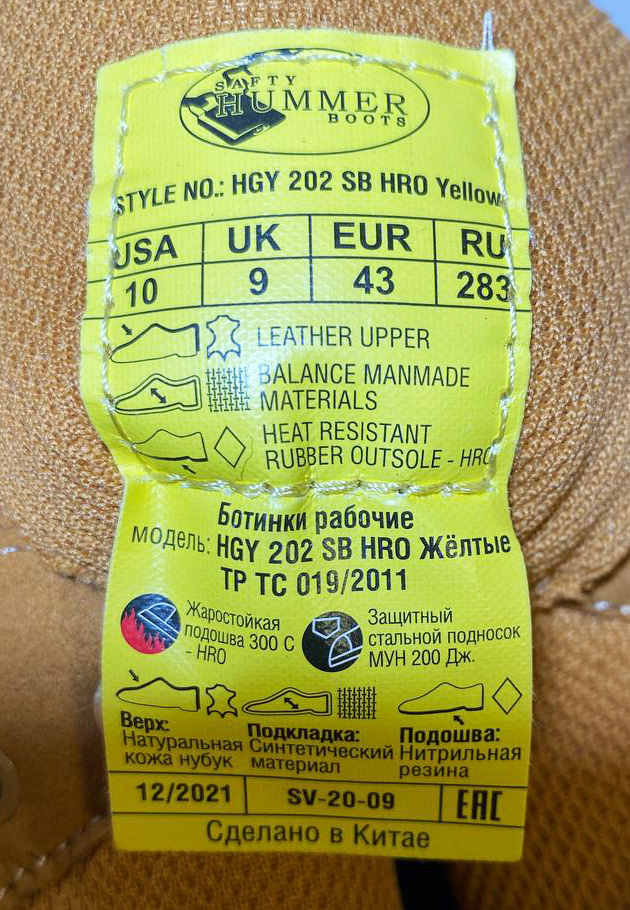 SAFTY
HUMMER
BOOTS
STYLE NO.: HGY 202 SB HRO Yellow
USA UK EUR RU
10 9 43 283
LEATHER UPPER
BALANCE MANMADE
MATERIALS
HEAT RESISTANT
RUBBER OUTSOLE - HRO
Ботинки рабочие
модель: HGY 202 SB HRO Жёлтые
ТР ТС 019/2011
Жаростойкая
подошва 300 С
- HRO
Защитный
стальной подносок
МУН 200 Дж.
Верх:
Натуральная
кожа нубук
Подкладка:
Синтетический
материал
Подошва:
Нитрильная
резина
12/2021 SV-20-09 EAC
Сделано в Китае